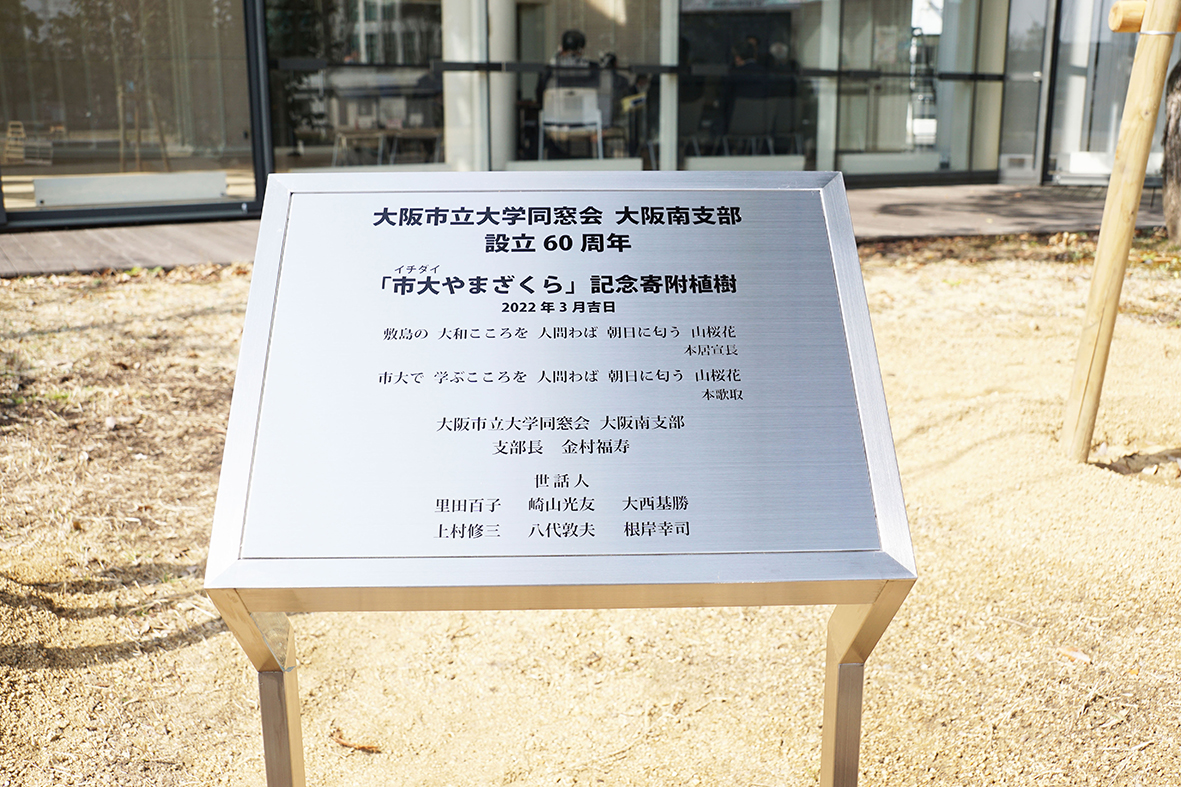 大阪市立大学同窓会 大阪南支部
設立 60 周年
イチダイ
「市大やまざくら」記念寄附植樹
2022 年 3 月吉日
敷島の 大和こころを 人問わば 朝日に匂う 山桜花
本居宣長
市大で 学ぶこころを 人問わば 朝日に匂う 山桜花
本歌取
大阪市立大学同窓会 大阪南支部
支部長 金村福寿
世話人
里田百子 崎山光友 大西基勝
上村修三 八代敦夫 根岸幸司